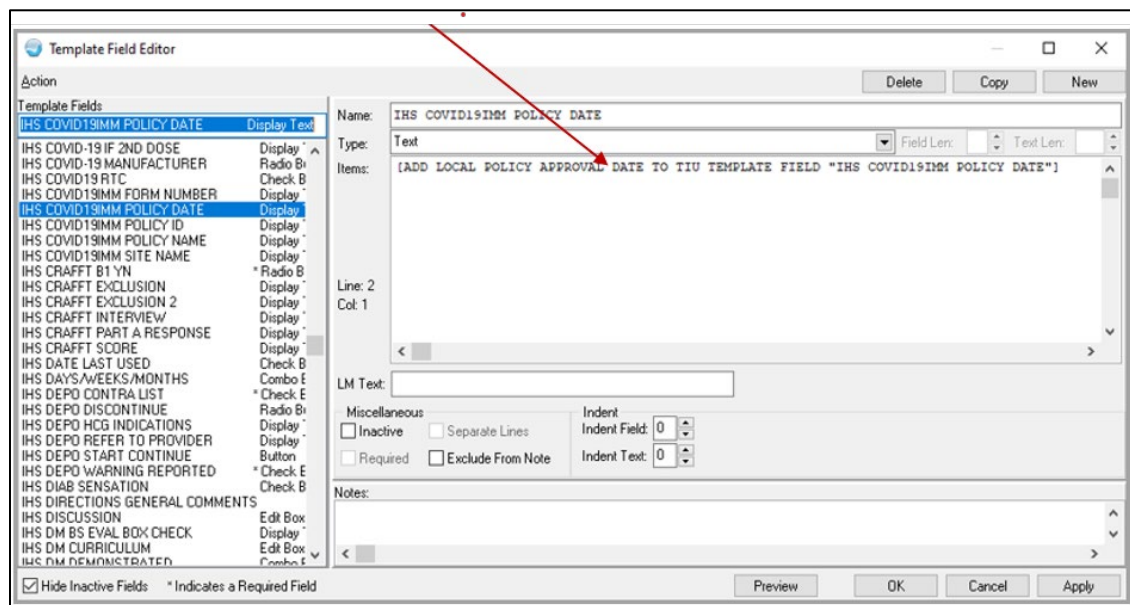 Template Field Editor
Action
Delete Copy New
Template Fields
IHS COVID19IMM POLICY DATE Display Text
IHS COVID-19 IF 2ND DOSE Display
IHS COVID-19 MANUFACTURER Radio B
IHS COVID19 RTC Check B
IHS COVID19IMM FORM NUMBER Display
IHS COVID19IMM POLICY DATE Display
IHS COVID19IMM POLICY ID Display
IHS COVID19IMM POLICY NAME Display
IHS COVID19IMM SITE NAME Display
IHS CRAFFT B1 YN * Radio B
IHS CRAFFT EXCLUSION Display
IHS CRAFFT EXCLUSION 2 Display
IHS CRAFFT INTERVIEW Display
IHS CRAFFT PART A RESPONSE Display
IHS CRAFFT SCORE Display
IHS DATE LAST USED Check B
IHS DAYS/WEEKS/MONTHS Combo
IHS DEPO CONTRA LIST * Check
IHS DEPO DISCONTINUE Radio B
IHS DEPO HCG INDICATIONS Display
IHS DEPO REFER TO PROVIDER Display
IHS DEPO START CONTINUE Button
IHS DEPO WARNING REPORTED * Check
IHS DIAB SENSATION Check B
IHS DIRECTIONS GENERAL COMMENTS
IHS DISCUSSION Edit Box
IHS DM BS EVAL BOX CHECK Display
IHS DM CURRICULUM Edit Box
IHS DM DEMONSTRATED Combo
Name: IHS COVID19IMM POLICY DATE
Type: Text Field Len: Text Len:
Items: [ADD LOCAL POLICY APPROVAL DATE TO TIU TEMPLATE FIELD "IHS COVID19IMM POLICY DATE"]
Line: 2
Col: 1
LM Text:
Miscellaneous
Inactive Separate Lines
Required Exclude From Note
Indent
Indent Field: 0
Indent Text: 0
Notes:
Hide Inactive Fields * Indicates a Required Field
Preview OK Cancel Apply